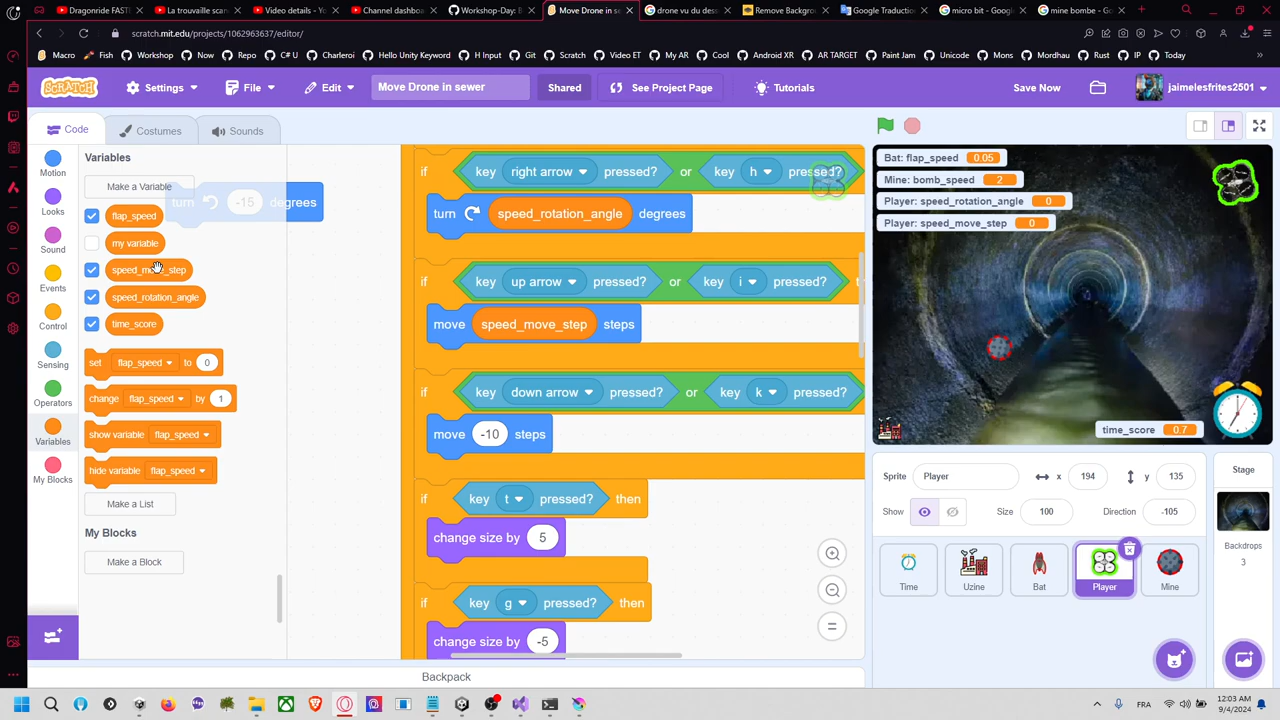 Dragonride FAST
La trouvaille scar
Video details - Yo
Channel dashboa
Workshop-Day: B
Move Drone in se
drone vu du dess
Remove Backgro
Google Traduction
micro bit - Google
mine bombe - Go
scratch.mit.edu/projects/1062963637/editor/
Macro
Fish
Workshop
Now
Repo
C# U
Charleroi
Hello Unity Keyword
H Input
Git
Scratch
Video ET
My AR
Cool
Android XR
AR TARGET
Paint Jam
Unicode
Mons
Mordhau
Rust
IP
Today
SCRATCH
Settings
File
Edit
Move Drone in sewer
Shared
See Project Page
Tutorials
Save Now
jaimelesfrites2501
Code
Costumes
Sounds
Motion
Looks
Sound
Events
Control
Sensing
Operators
Variables
My Blocks
Variables
Make a Variable
turn -15 degrees
flap_speed
my variable
speed_move_step
speed_rotation_angle
time_score
set flap_speed to 0
change flap_speed by 1
show variable flap_speed
hide variable flap_speed
Make a List
My Blocks
Make a Block
if key right arrow pressed? or key h pressed?
turn speed_rotation_angle degrees
if key up arrow pressed? or key i pressed?
move speed_move_step steps
if key down arrow pressed? or key k pressed?
move -10 steps
if key t pressed? then
change size by 5
if key g pressed? then
change size by -5
Backpack
Bat: flap_speed 0.05
Mine: bomb_speed 2
Player: speed_rotation_angle 0
Player: speed_move_step 0
time_score 0.7
Sprite Player x 194 y 135
Show Size 100 Direction -105
Time
Uzine
Bat
Player
Mine
Stage
Backdrops
3
FRA
12:03 AM
9/4/2024